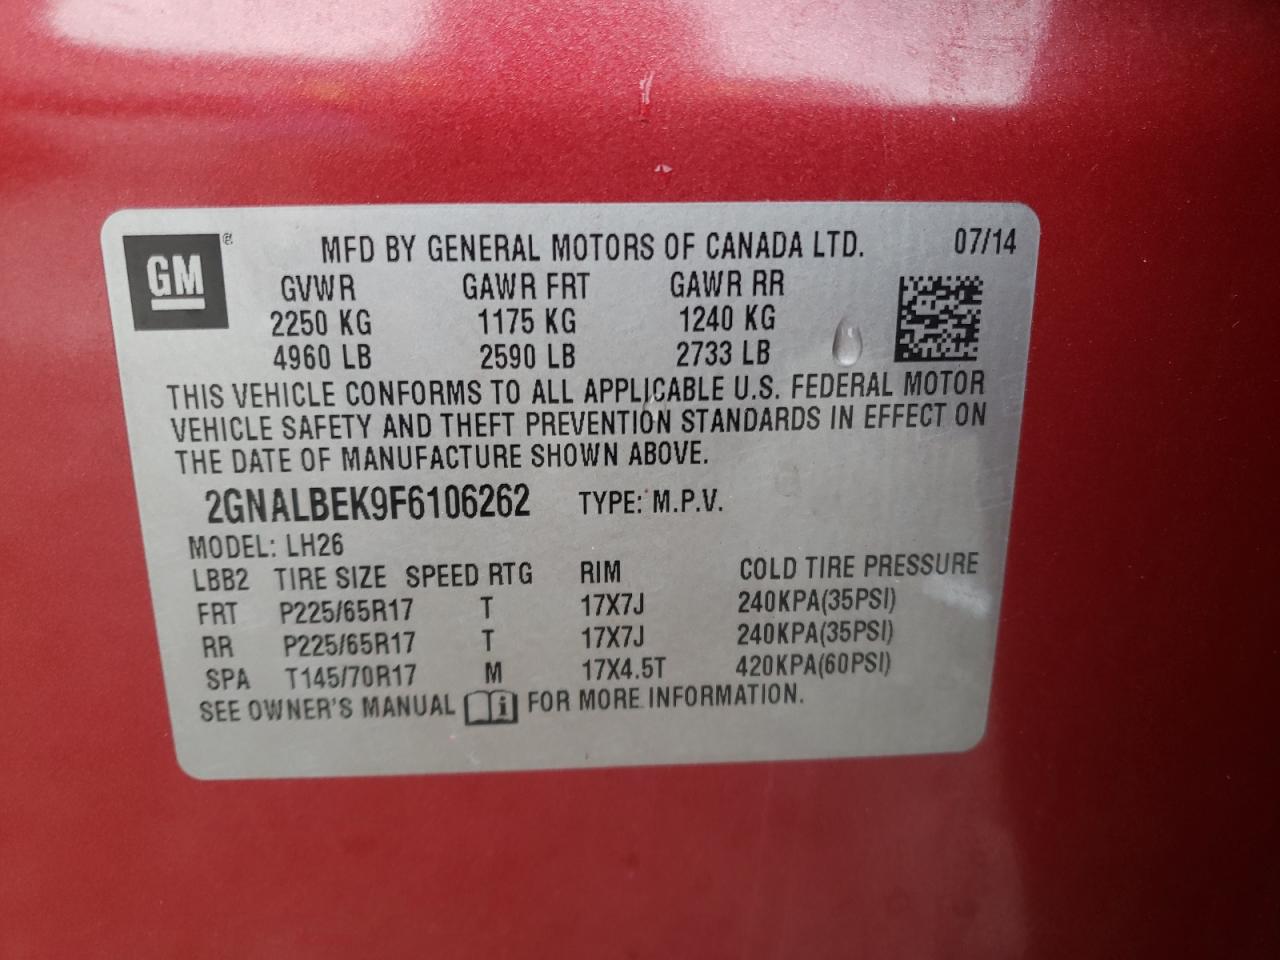 GM ® MFD BY GENERAL MOTORS OF CANADA LTD. 07/14
GVWR GAWR FRT GAWR RR
2250 KG 1175 KG 1240 KG
4960 LB 2590 LB 2733 LB
THIS VEHICLE CONFORMS TO ALL APPLICABLE U.S. FEDERAL MOTOR
VEHICLE SAFETY AND THEFT PREVENTION STANDARDS IN EFFECT ON
THE DATE OF MANUFACTURE SHOWN ABOVE.
2GNALBEK9F6106262 TYPE: M.P.V.
MODEL: LH26
LBB2 TIRE SIZE SPEED RTG RIM COLD TIRE PRESSURE
FRT P225/65R17 T 17X7J 240KPA(35PSI)
RR P225/65R17 T 17X7J 240KPA(35PSI)
SPA T145/70R17 M 17X4.5T 420KPA(60PSI)
SEE OWNER'S MANUAL i FOR MORE INFORMATION.